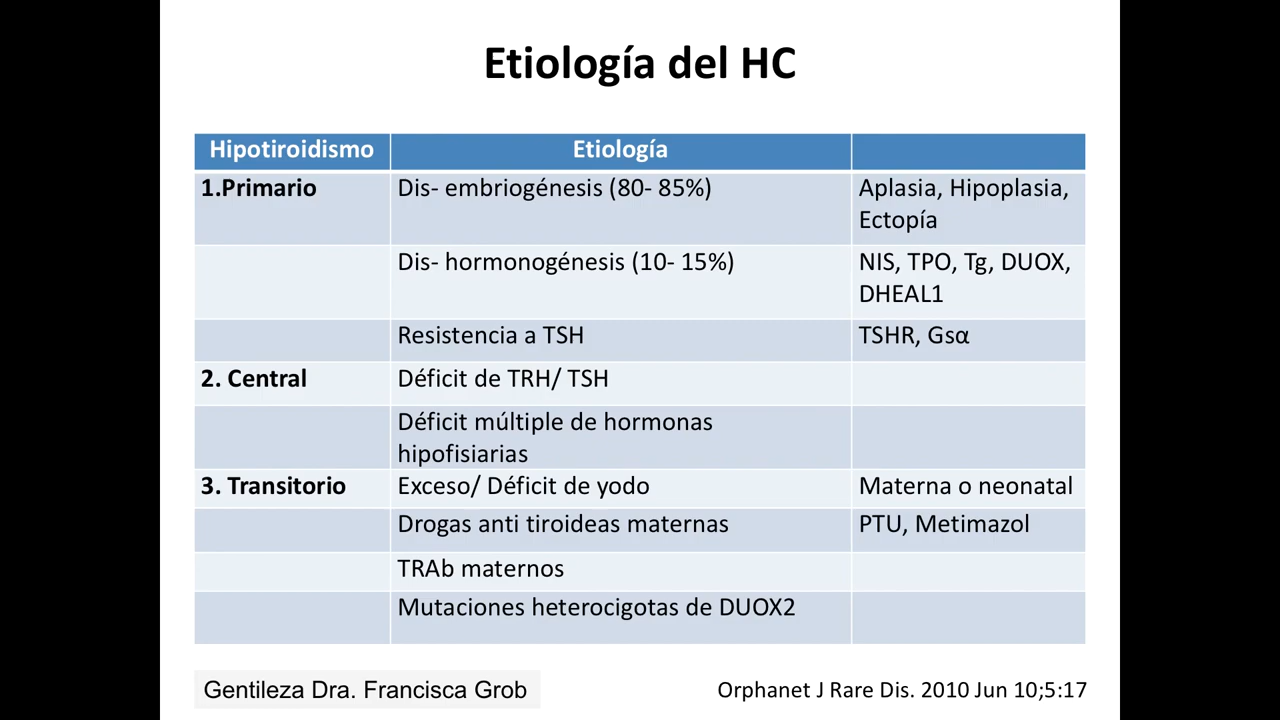 Etiología del HC
Hipotiroidismo Etiología
1.Primario Dis- embriogénesis (80- 85%) Aplasia, Hipoplasia,
Ectopía
Dis- hormonogénesis (10- 15%) NIS, TPO, Tg, DUOX,
DHEAL1
Resistencia a TSH TSHR, Gsα
2. Central Déficit de TRH/ TSH
Déficit múltiple de hormonas
hipofisiarias
3. Transitorio Exceso/ Déficit de yodo Materna o neonatal
Drogas anti tiroideas maternas PTU, Metimazol
TRAb maternos
Mutaciones heterocigotas de DUOX2
Gentileza Dra. Francisca Grob Orphanet J Rare Dis. 2010 Jun 10;5:17